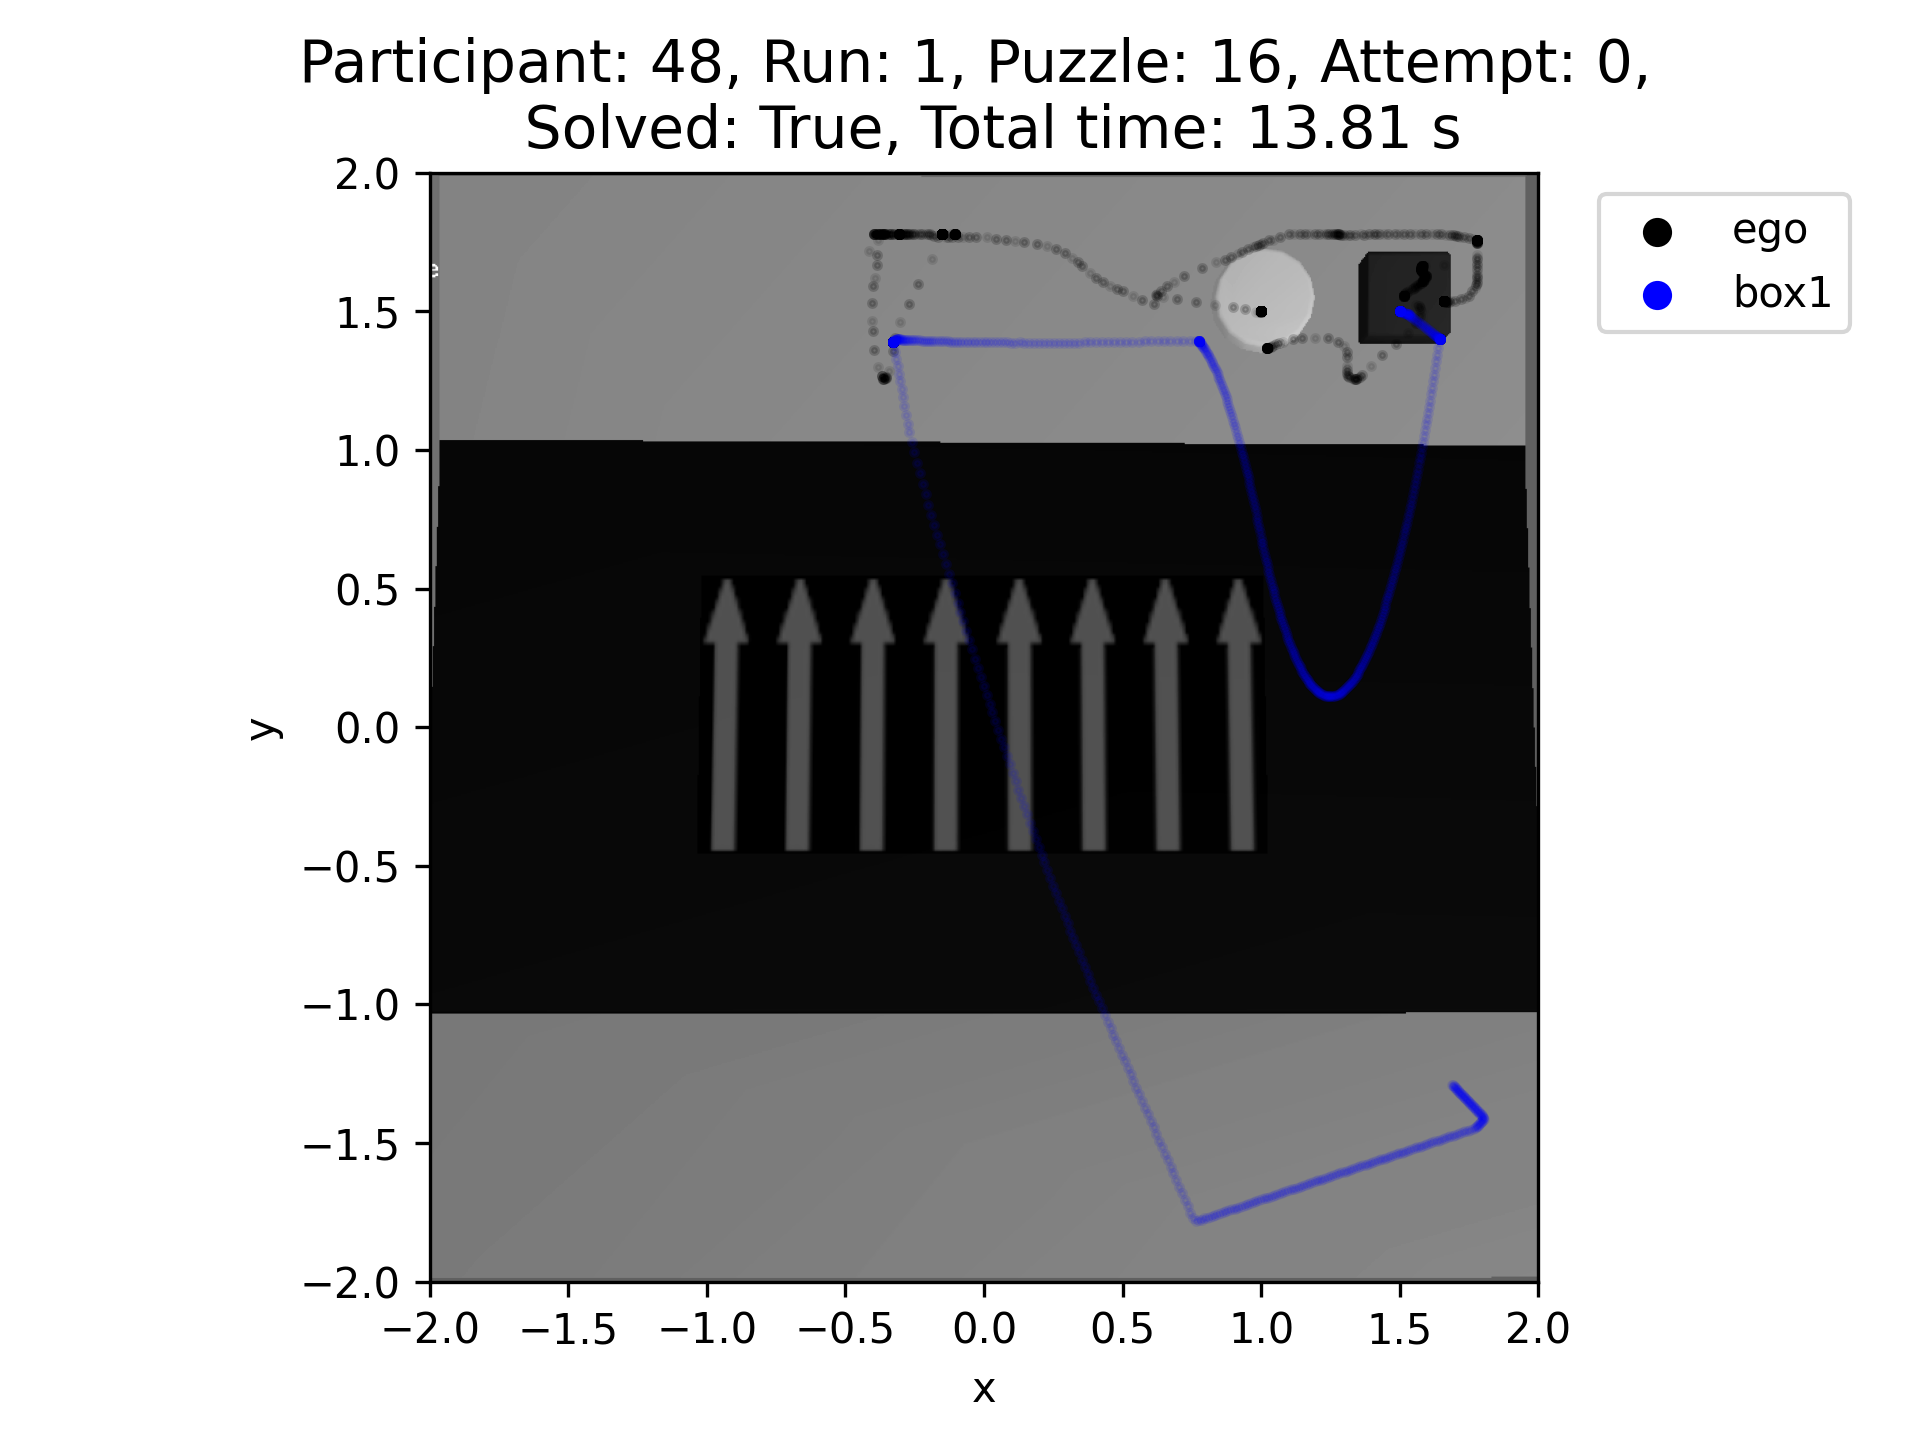 Participant: 48, Run: 1, Puzzle: 16, Attempt: 0,
Solved: True, Total time: 13.81 s
ego
box1
2.0
1.5
1.0
0.5
0.0
−0.5
−1.0
−1.5
−2.0
y
−2.0 −1.5 −1.0 −0.5 0.0 0.5 1.0 1.5 2.0
x